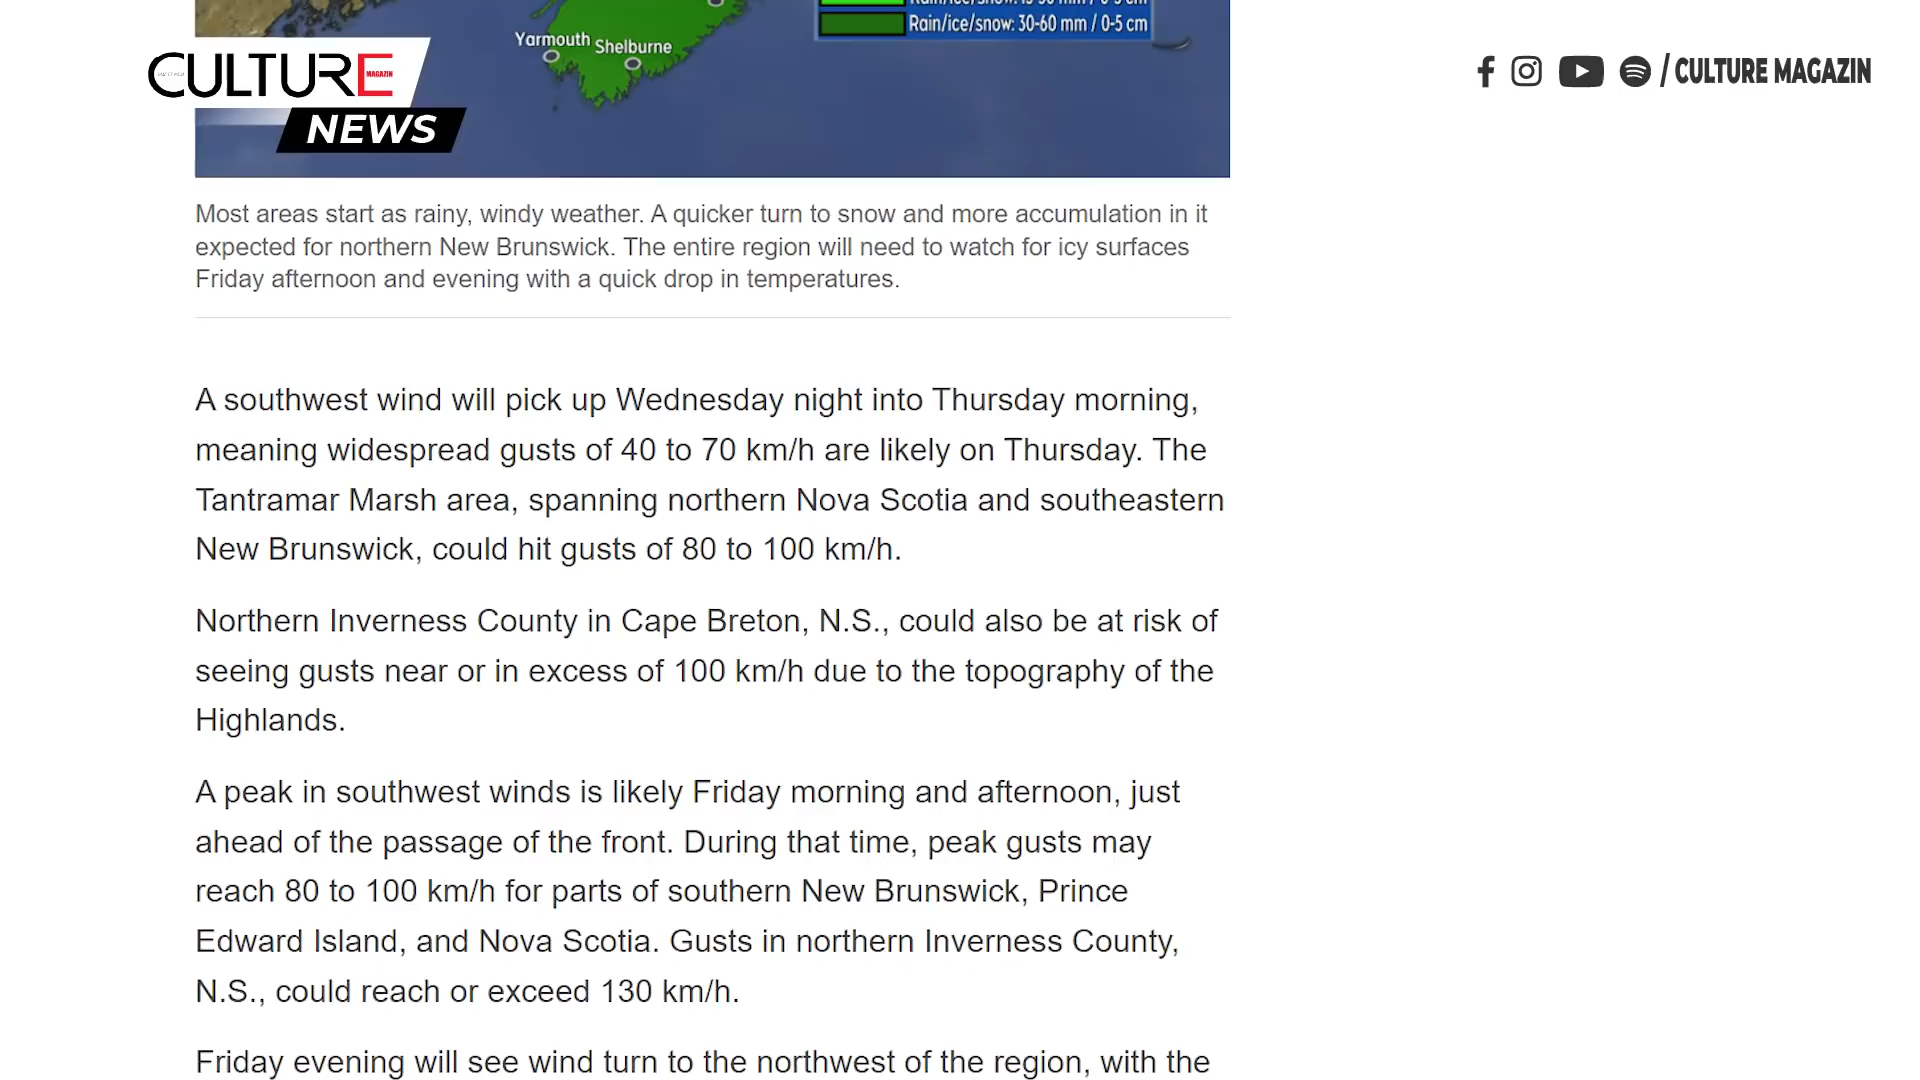 Rain/ice/snow: 30-60 mm / 0-5 cm
Yarmouth
Shelburne
CULTURE
MAGAZIN
NEWS
/ CULTURE MAGAZIN
Most areas start as rainy, windy weather. A quicker turn to snow and more accumulation in it
expected for northern New Brunswick. The entire region will need to watch for icy surfaces
Friday afternoon and evening with a quick drop in temperatures.
A southwest wind will pick up Wednesday night into Thursday morning,
meaning widespread gusts of 40 to 70 km/h are likely on Thursday. The
Tantramar Marsh area, spanning northern Nova Scotia and southeastern
New Brunswick, could hit gusts of 80 to 100 km/h.
Northern Inverness County in Cape Breton, N.S., could also be at risk of
seeing gusts near or in excess of 100 km/h due to the topography of the
Highlands.
A peak in southwest winds is likely Friday morning and afternoon, just
ahead of the passage of the front. During that time, peak gusts may
reach 80 to 100 km/h for parts of southern New Brunswick, Prince
Edward Island, and Nova Scotia. Gusts in northern Inverness County,
N.S., could reach or exceed 130 km/h.
Friday evening will see wind turn to the northwest of the region, with the